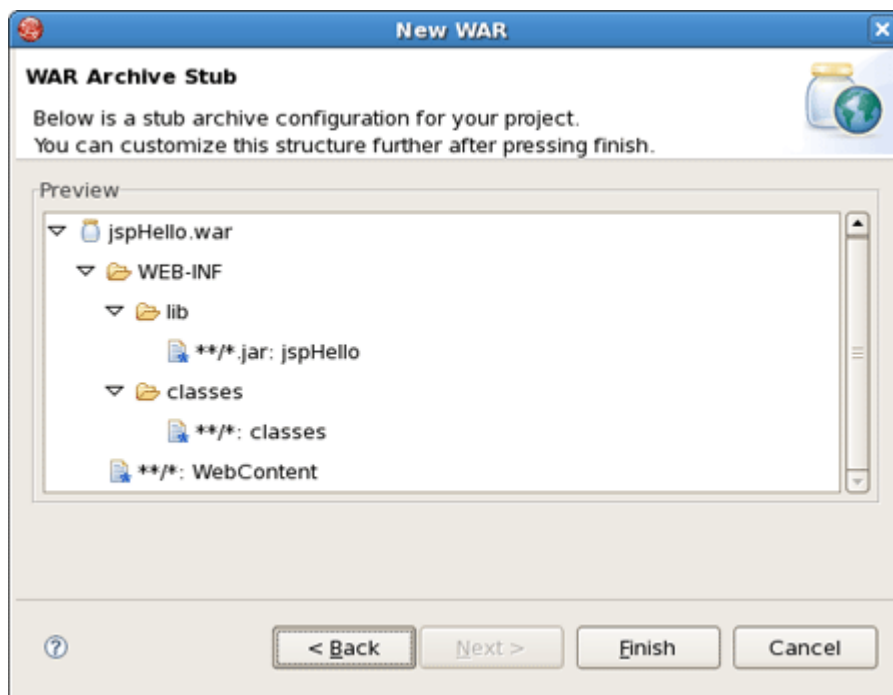 New WAR
WAR Archive Stub
Below is a stub archive configuration for your project.
You can customize this structure further after pressing finish.
Preview
jspHello.war
WEB-INF
lib
**/*.jar: jspHello
classes
**/*: classes
**/*: WebContent
< Back Next > Finish Cancel